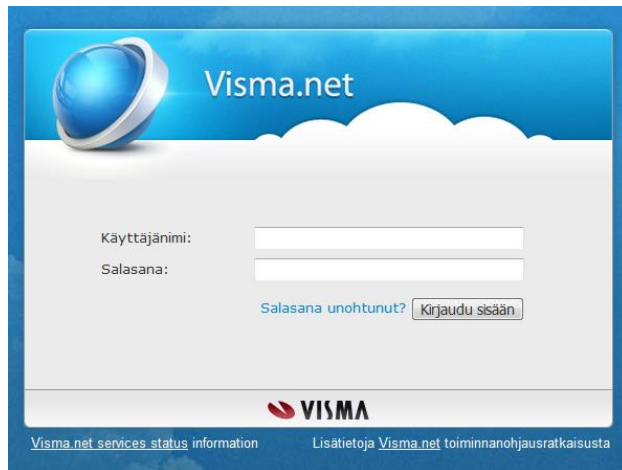 Visma.net
Käyttäjänimi:
Salasana:
Salasana unohtunut? Kirjaudu sisään
VISMA
Visma.net services status information Lisätietoja Visma.net toiminnanohjausratkaisusta